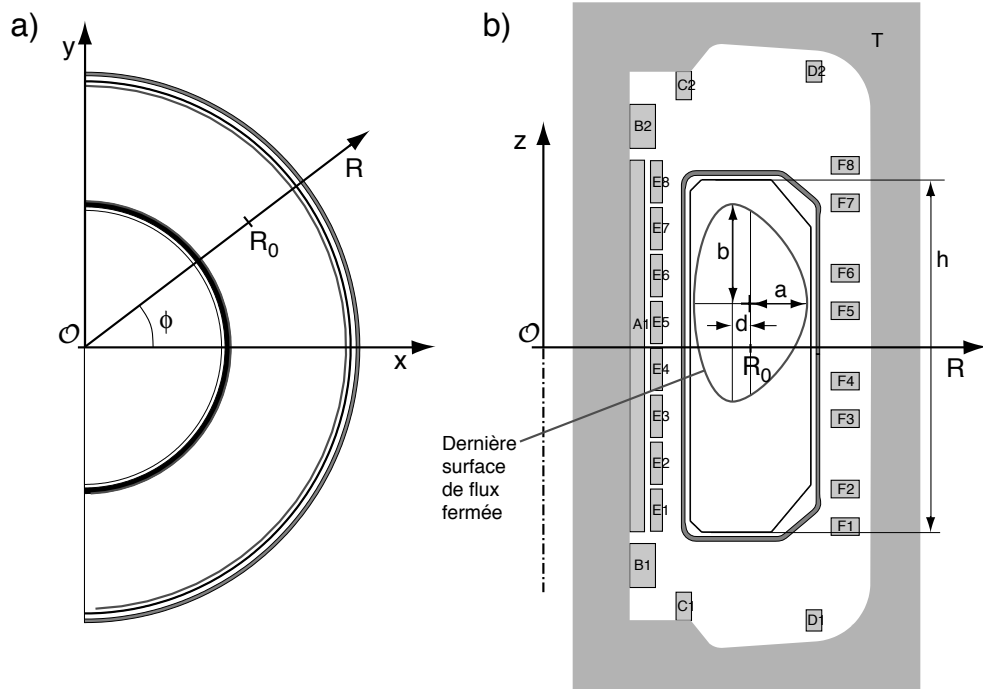 a)
y
R
R0
ϕ
O
x
b)
T
D2
C2
B2
z
F8
E8
F7
E7
h
b
E6
F6
a
A1
E5
F5
d
O
R0
R
E4
F4
E3
F3
Dernière
surface
de flux
fermée
E2
F2
E1
F1
B1
C1
D1